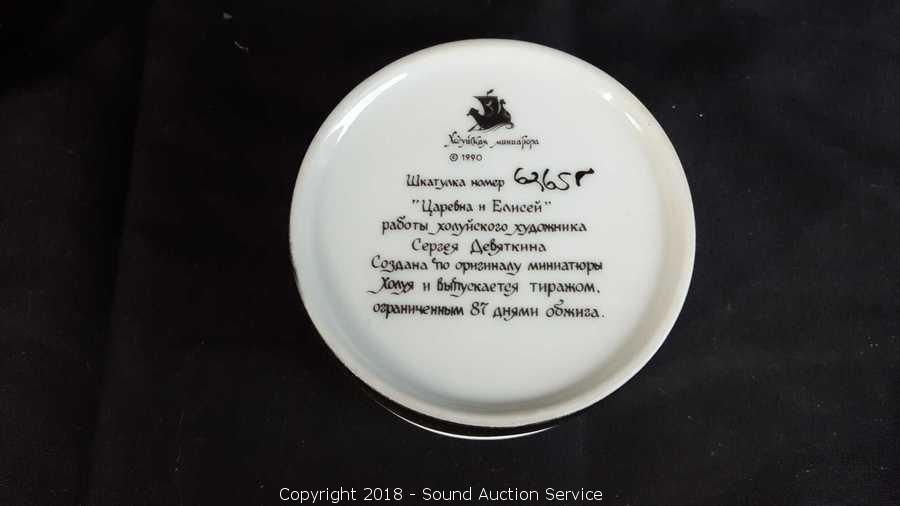 Холуйская миниатюра
© 1990
Шкатулка номер
"Царевна и Елисей"
работы холуйского художника
Сергея Девяткина
Создана по оригиналу миниатюры
Холуя и выпускается тиражом,
ограниченным 87 днями обжига.
Copyright 2018 - Sound Auction Service